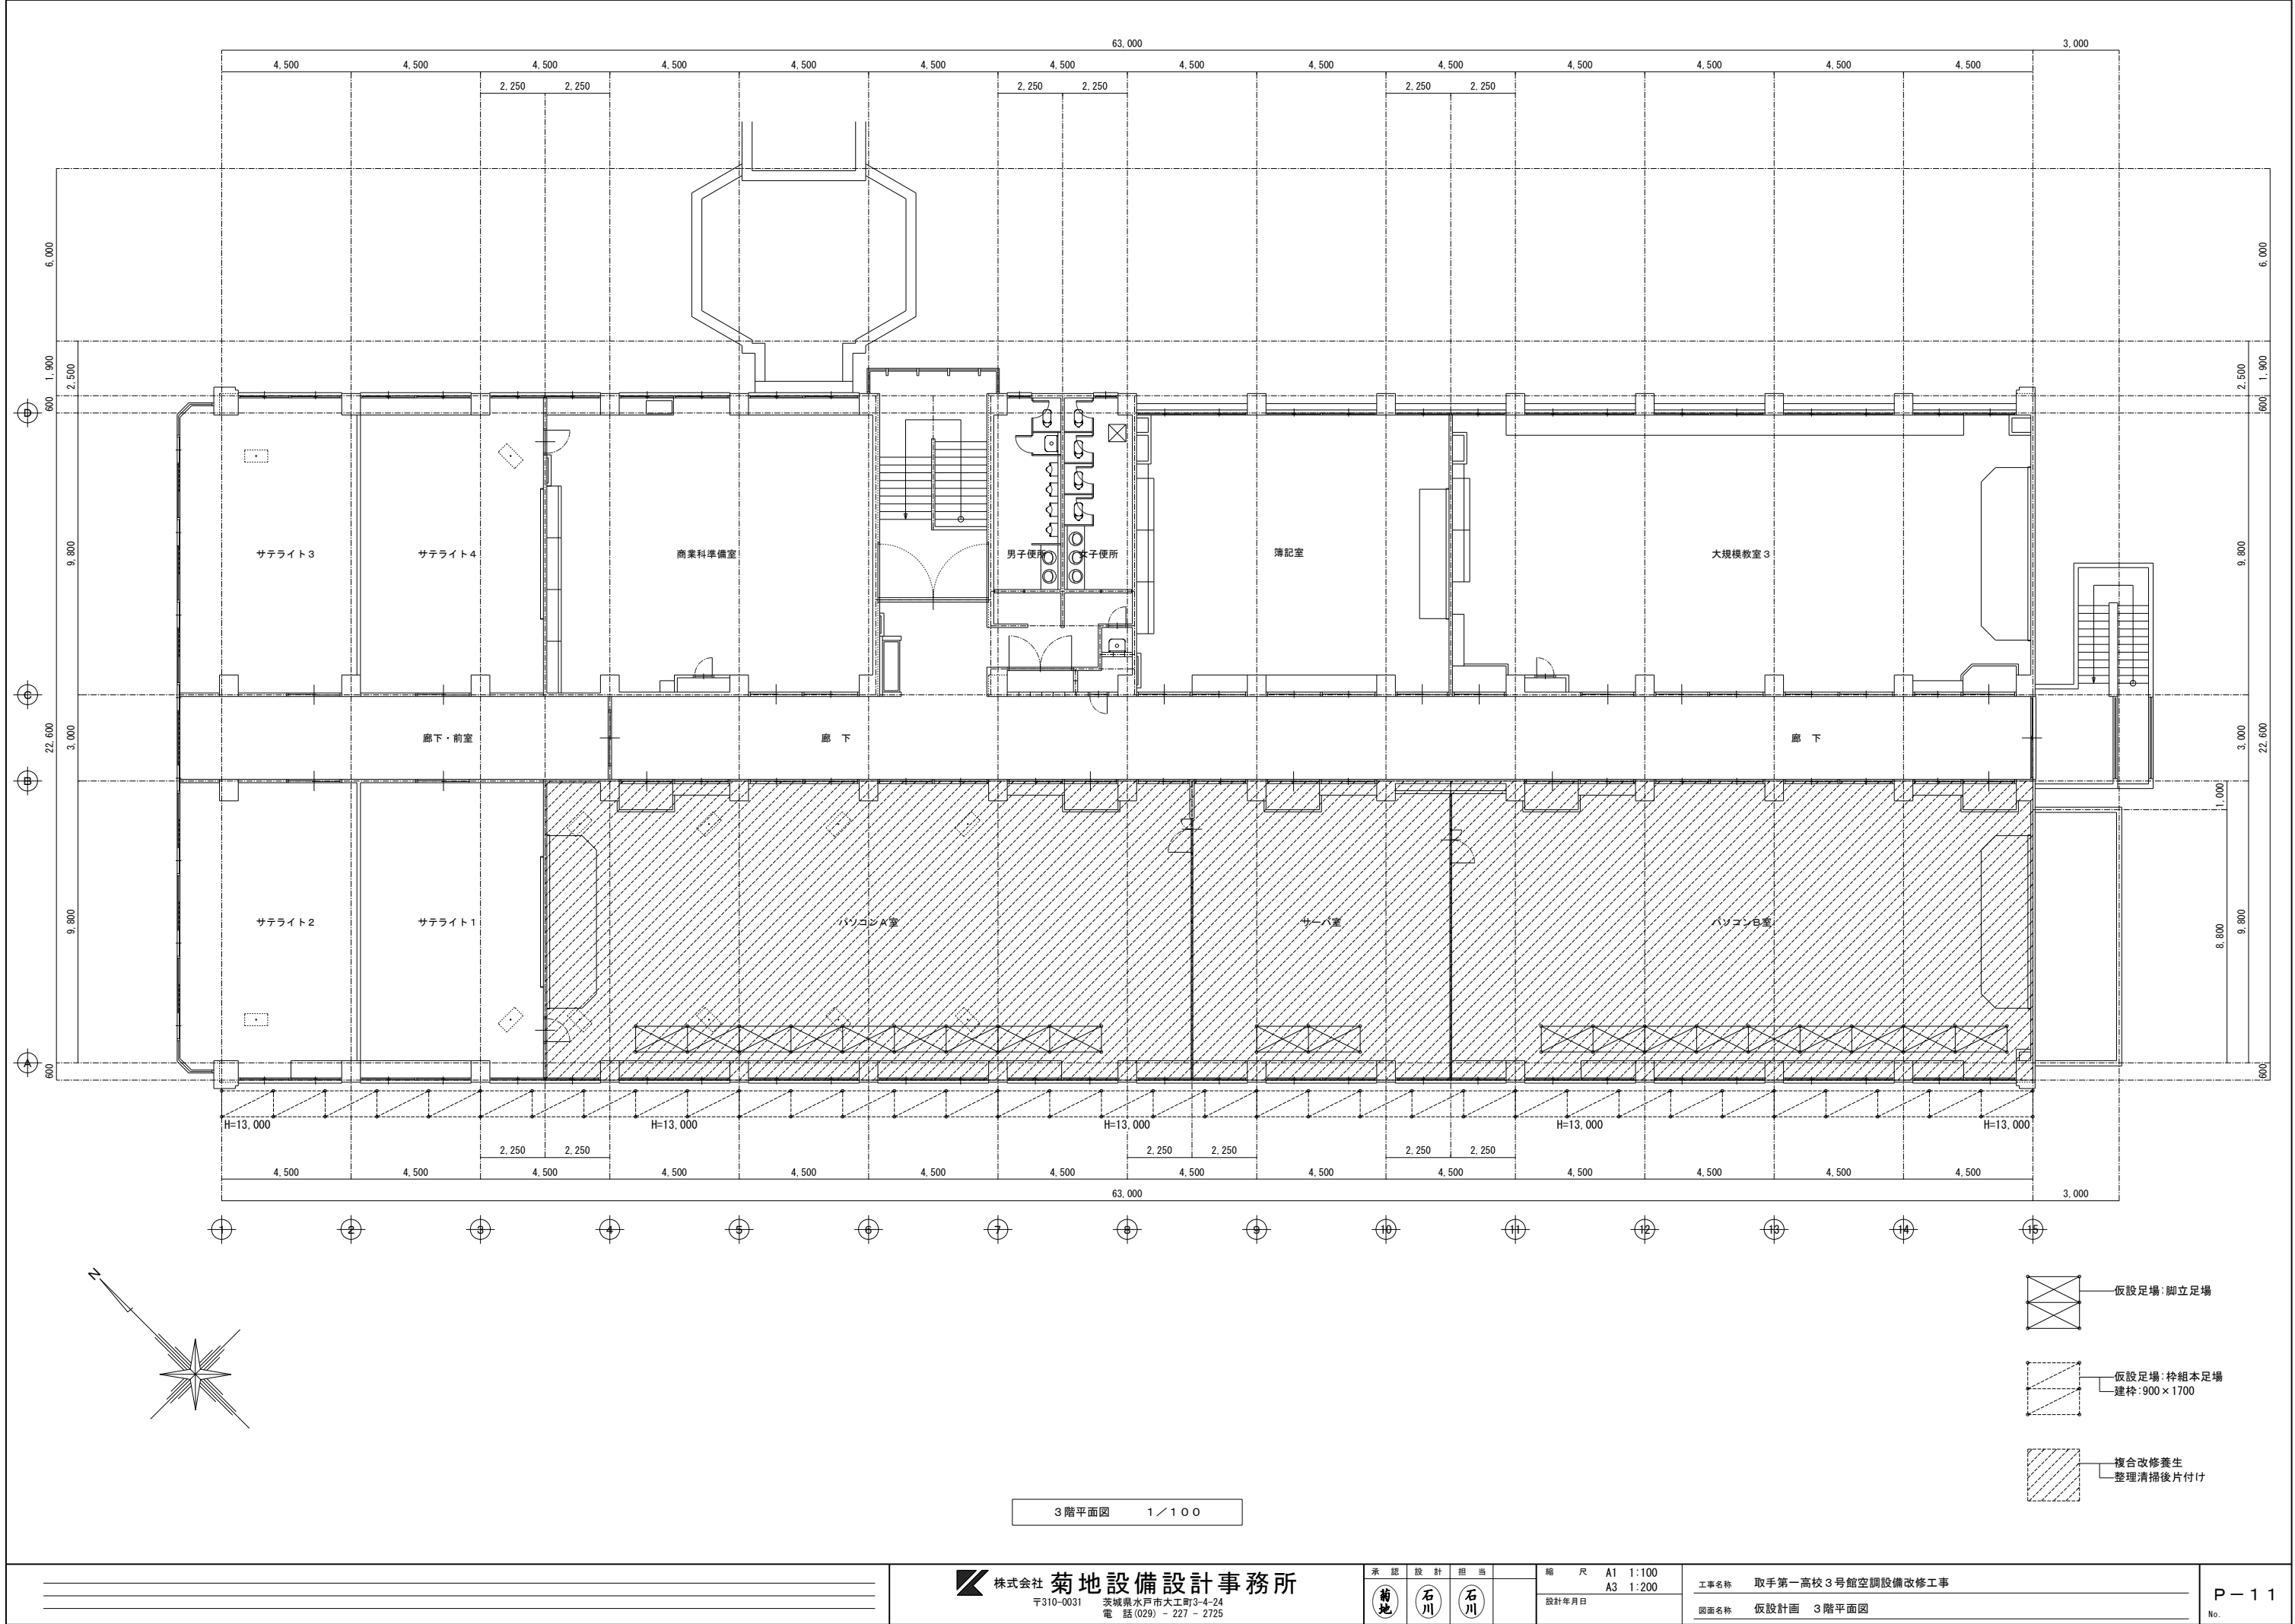 63,000
3,000
4,500 4,500 4,500 4,500 4,500 4,500 4,500 4,500 4,500 4,500 4,500 4,500 4,500 4,500
2,250 2,250 2,250 2,250 2,250 2,250
6,000
6,000
1,900
2,500
600
2,500
1,900
600
D
9,800
サテライト3
サテライト4
商業科準備室
男子便所
女子便所
簿記室
大規模教室3
9,800
C
22,600
3,000
廊下・前室
廊 下
廊 下
3,000
22,600
B
1,000
9,800
サテライト2
サテライト1
パソコンA室
サーバ室
パソコンB室
8,800
9,800
A
600
600
H=13,000 H=13,000 H=13,000 H=13,000 H=13,000
2,250 2,250 2,250 2,250 2,250 2,250
4,500 4,500 4,500 4,500 4,500 4,500 4,500 4,500 4,500 4,500 4,500 4,500 4,500 4,500
63,000
3,000
1 2 3 4 5 6 7 8 9 10 11 12 13 14 15
N
仮設足場:脚立足場
仮設足場:枠組本足場
建枠:900×1700
複合改修養生
整理清掃後片付け
3階平面図 1/100
株式会社 菊地設備設計事務所
〒310-0031 茨城県水戸市大工町3-4-24
電 話(029) - 227 - 2725
承 認 設 計 担 当
菊地 石川 石川
縮 尺 A1 1:100
A3 1:200
設計年月日
工事名称 取手第一高校3号館空調設備改修工事
図面名称 仮設計画 3階平面図
P-11
No.